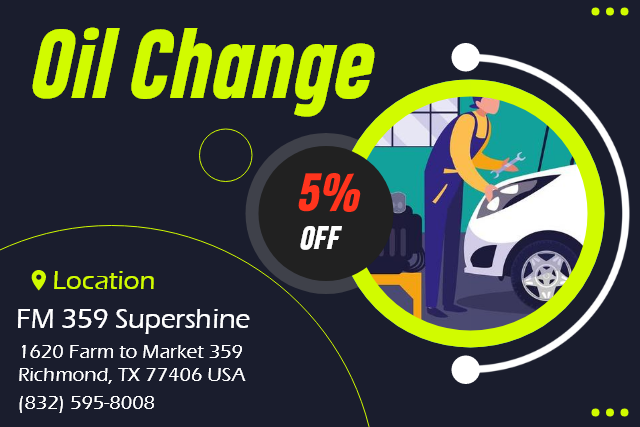 Oil Change
5%
OFF
Location
FM 359 Supershine
1620 Farm to Market 359
Richmond, TX 77406 USA
(832) 595-8008